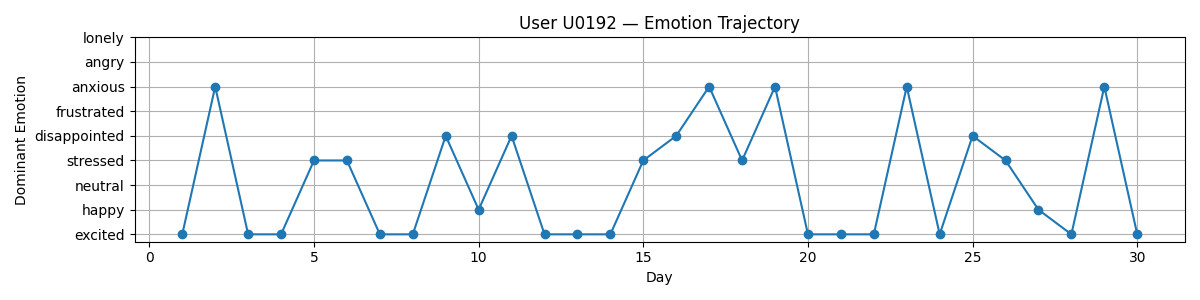 User U0192 — Emotion Trajectory
Dominant Emotion
lonely
angry
anxious
frustrated
disappointed
stressed
neutral
happy
excited
0 5 10 15 20 25 30
Day